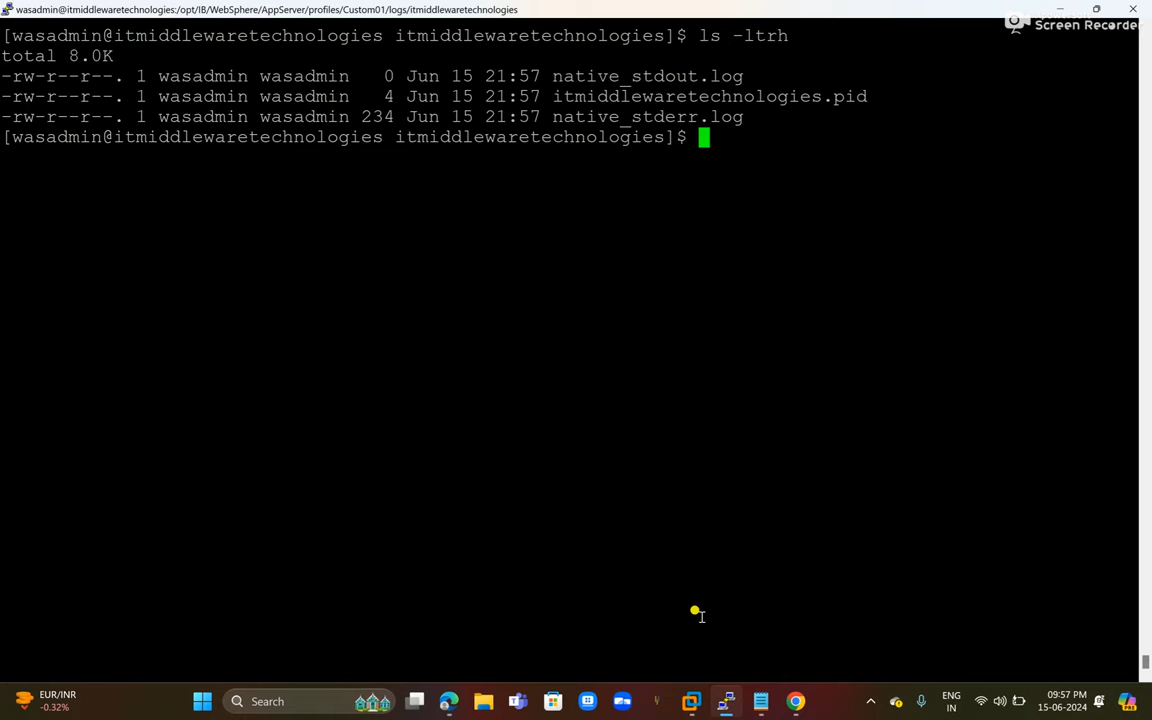 wasadmin@itmiddlewaretechnologies:/opt/IB/WebSphere/AppServer/profiles/Custom01/logs/itmiddlewaretechnologies
[wasadmin@itmiddlewaretechnologies itmiddlewaretechnologies]$ ls -ltrh
Screen Recorder
total 8.0K
-rw-r--r--. 1 wasadmin wasadmin   0 Jun 15 21:57 native_stdout.log
-rw-r--r--. 1 wasadmin wasadmin   4 Jun 15 21:57 itmiddlewaretechnologies.pid
-rw-r--r--. 1 wasadmin wasadmin 234 Jun 15 21:57 native_stderr.log
[wasadmin@itmiddlewaretechnologies itmiddlewaretechnologies]$
EUR/INR
-0.32%
Search
ENG
IN
09:57 PM
15-06-2024